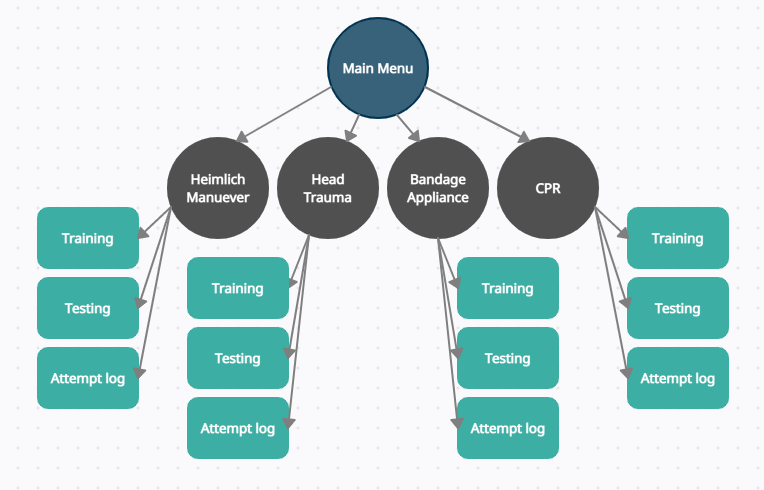 Main Menu
Heimlich
Manuever
Head
Trauma
Bandage
Appliance
CPR
Training
Testing
Attempt log
Training
Testing
Attempt log
Training
Testing
Attempt log
Training
Testing
Attempt log